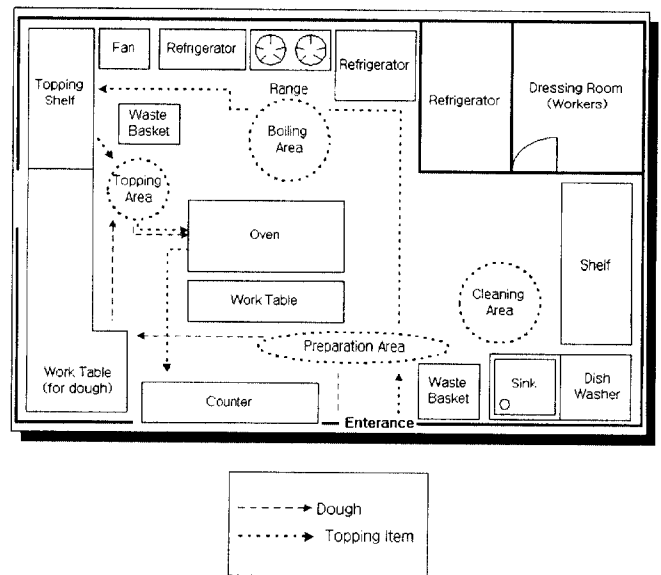 Fan
Refrigerator
Refrigerator
Topping
Shelf
Range
Refrigerator
Dressing Room
(Workers)
Waste
Basket
Boiling
Area
Topping
Area
Oven
Shelf
Cleaning
Area
Work Table
Preparation Area
Work Table
(for dough)
Counter
Waste
Basket
Sink
Dish
Washer
Enterance
Dough
Topping Item